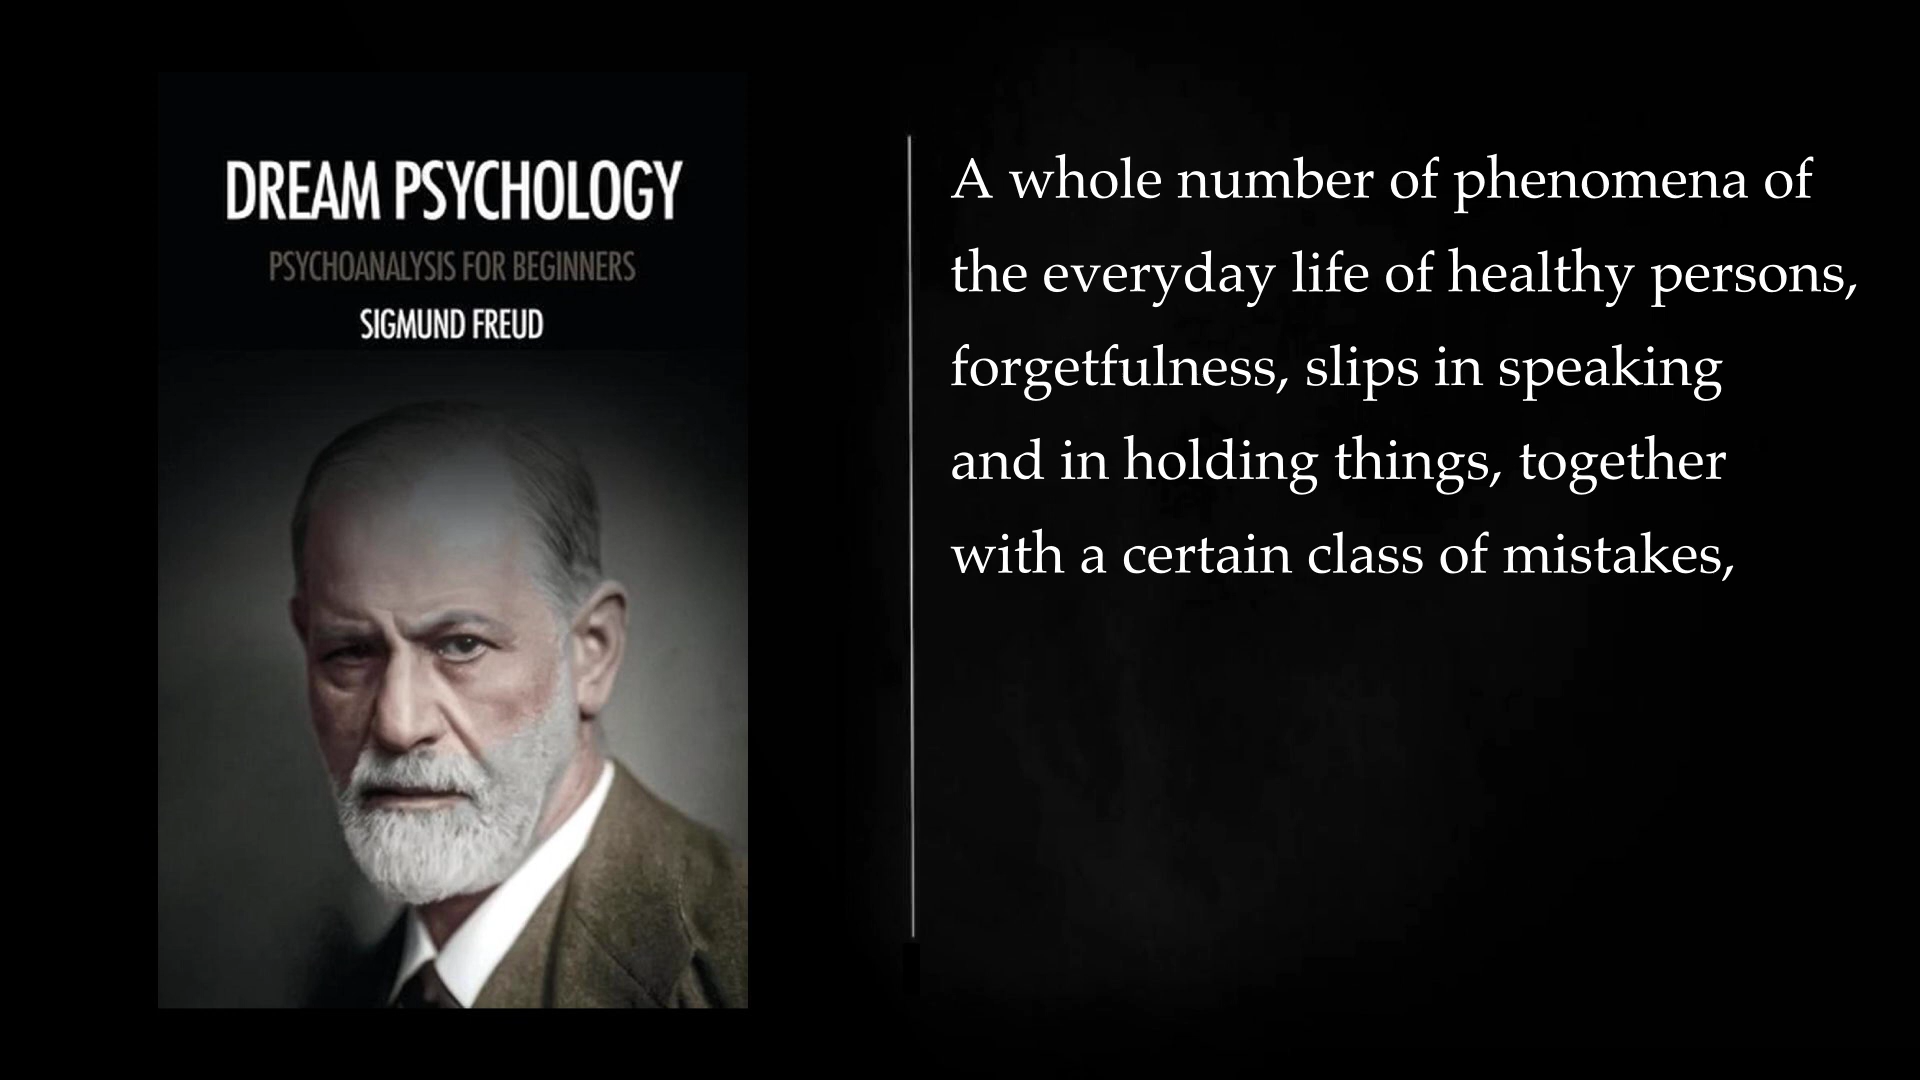 DREAM PSYCHOLOGY
PSYCHOANALYSIS FOR BEGINNERS
SIGMUND FREUD
A whole number of phenomena of
the everyday life of healthy persons,
forgetfulness, slips in speaking
and in holding things, together
with a certain class of mistakes,